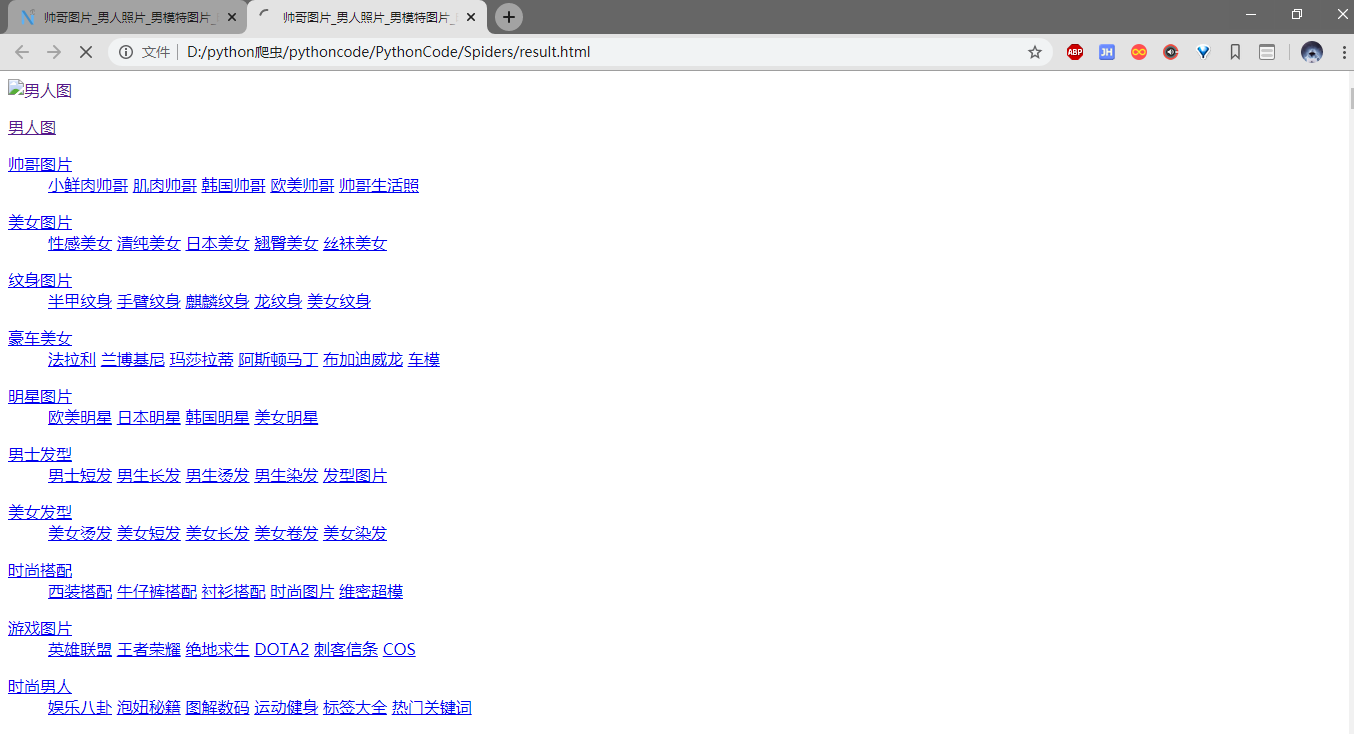 帅哥图片_男人照片_男模特图片_ 帅哥图片_男人照片_男模特图片_
文件 D:/python爬虫/pythoncode/PythonCode/Spiders/result.html ABP JH
男人图
男人图
帅哥图片
小鲜肉帅哥 肌肉帅哥 韩国帅哥 欧美帅哥 帅哥生活照
美女图片
性感美女 清纯美女 日本美女 翘臀美女 丝袜美女
纹身图片
半甲纹身 手臂纹身 麒麟纹身 龙纹身 美女纹身
豪车美女
法拉利 兰博基尼 玛莎拉蒂 阿斯顿马丁 布加迪威龙 车模
明星图片
欧美明星 日本明星 韩国明星 美女明星
男士发型
男士短发 男生长发 男生烫发 男生染发 发型图片
美女发型
美女烫发 美女短发 美女长发 美女卷发 美女染发
时尚搭配
西装搭配 牛仔裤搭配 衬衫搭配 时尚图片 维密超模
游戏图片
英雄联盟 王者荣耀 绝地求生 DOTA2 刺客信条 COS
时尚男人
娱乐八卦 泡妞秘籍 图解数码 运动健身 标签大全 热门关键词